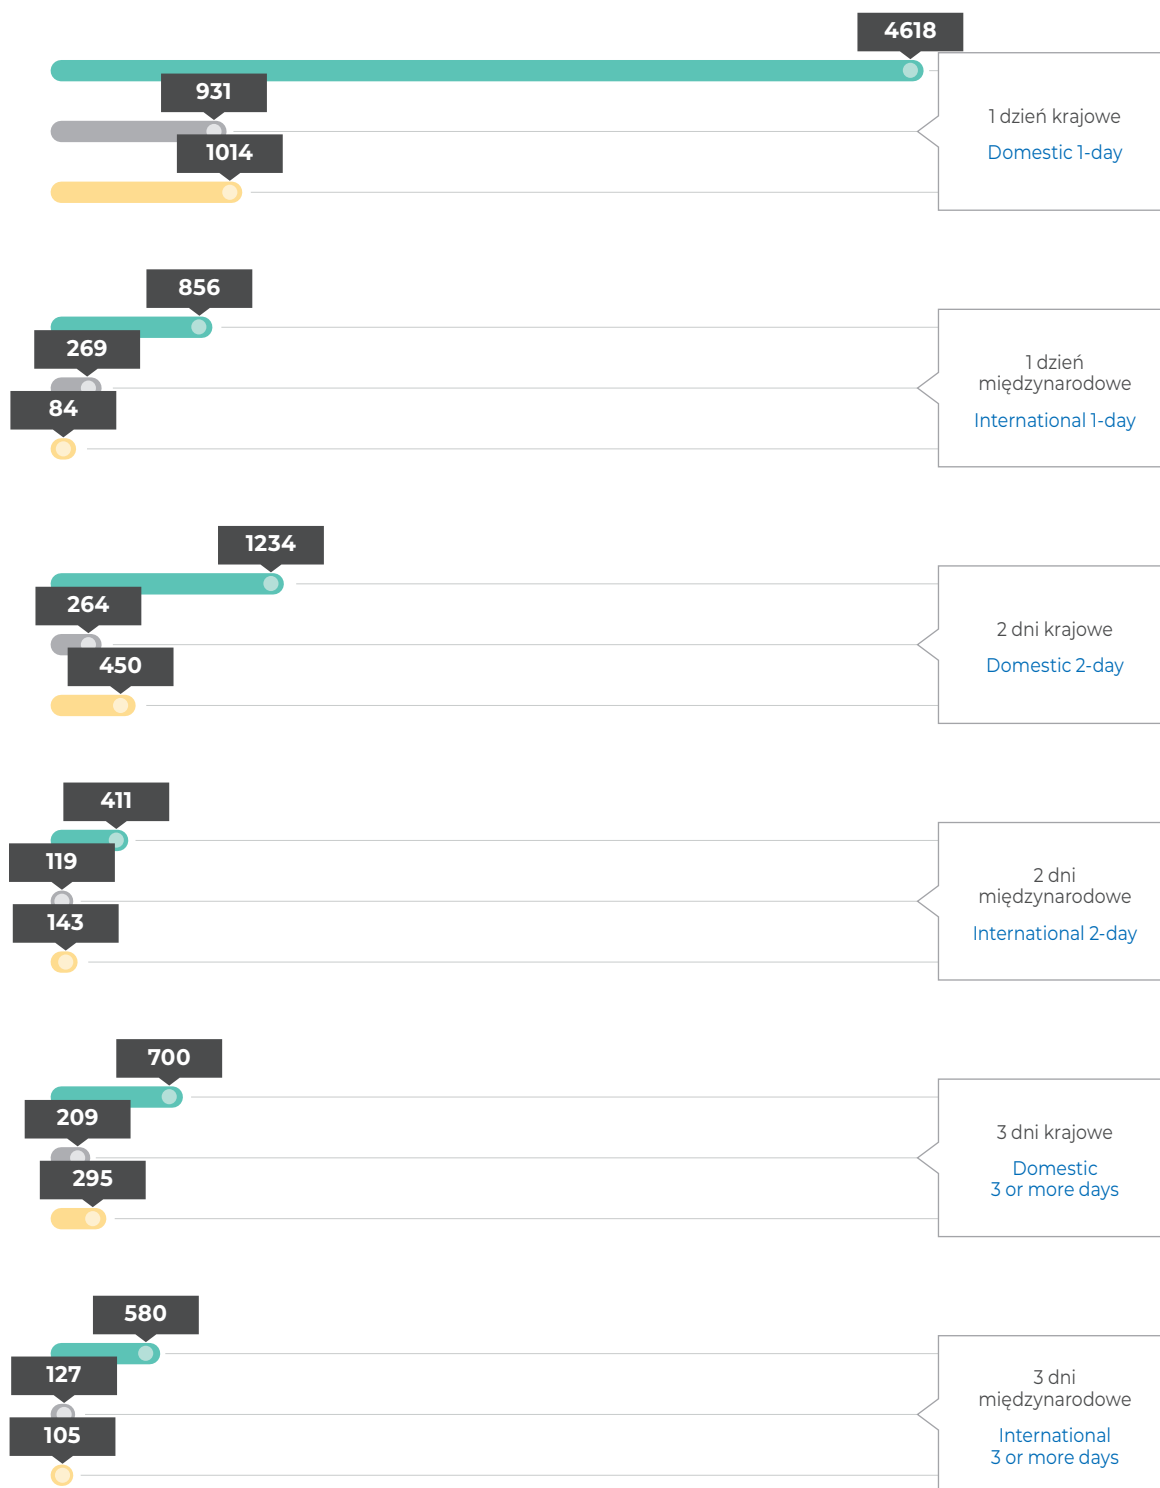 4618
931
1014
1 dzień krajowe
Domestic 1-day
856
269
84
1 dzień
międzynarodowe
International 1-day
1234
264
450
2 dni krajowe
Domestic 2-day
411
119
143
2 dni
międzynarodowe
International 2-day
700
209
295
3 dni krajowe
Domestic
3 or more days
580
127
105
3 dni
międzynarodowe
International
3 or more days